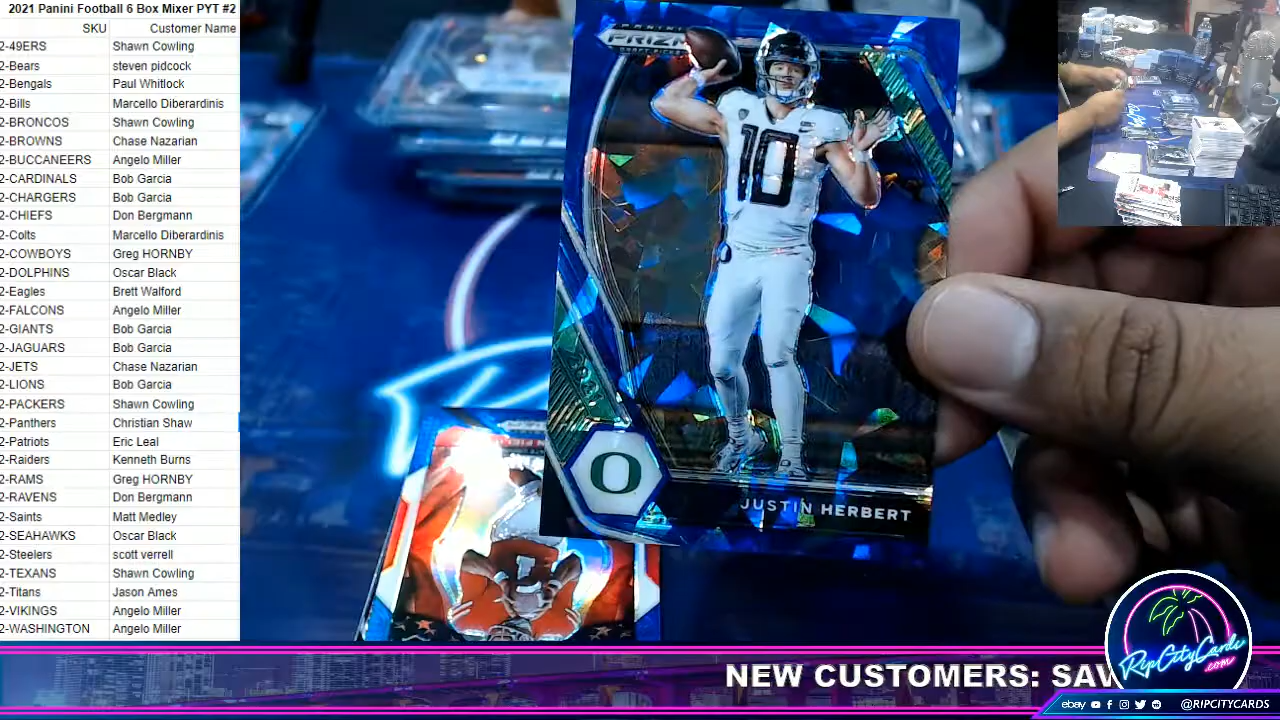 2021 Panini Football 6 Box Mixer PYT #2
SKU Customer Name
2-49ERS Shawn Cowling
2-Bears steven pidcock
2-Bengals Paul Whitlock
2-Bills Marcello Diberardinis
2-BRONCOS Shawn Cowling
2-BROWNS Chase Nazarian
2-BUCCANEERS Angelo Miller
2-CARDINALS Bob Garcia
2-CHARGERS Bob Garcia
2-CHIEFS Don Bergmann
2-Colts Marcello Diberardinis
2-COWBOYS Greg HORNBY
2-DOLPHINS Oscar Black
2-Eagles Brett Walford
2-FALCONS Angelo Miller
2-GIANTS Bob Garcia
2-JAGUARS Bob Garcia
2-JETS Chase Nazarian
2-LIONS Bob Garcia
2-PACKERS Shawn Cowling
2-Panthers Christian Shaw
2-Patriots Eric Leal
2-Raiders Kenneth Burns
2-RAMS Greg HORNBY
2-RAVENS Don Bergmann
2-Saints Matt Medley
2-SEAHAWKS Oscar Black
2-Steelers scott verrell
2-TEXANS Shawn Cowling
2-Titans Jason Ames
2-VIKINGS Angelo Miller
2-WASHINGTON Angelo Miller
PANINI
PRIZM
DRAFT PICKS
10
2021
O
JUSTIN HERBERT
NEW CUSTOMERS: SAV
RipCityCards
.com
ebay @RIPCITYCARDS